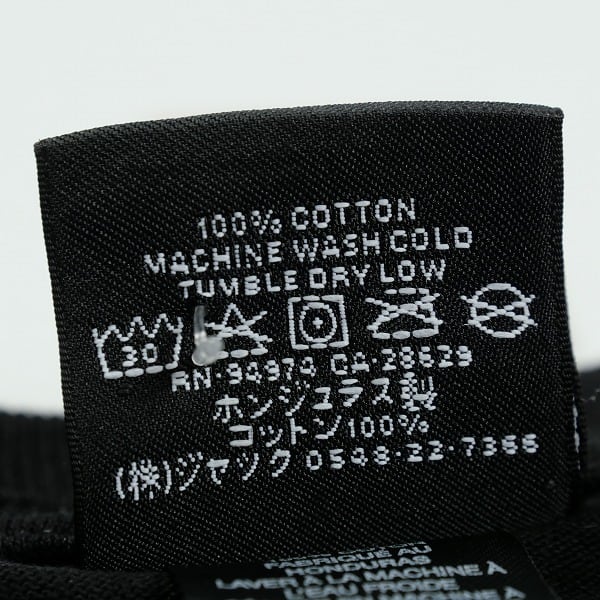 100% COTTON
MACHINE WASH COLD
TUMBLE DRY LOW
30
RN-94974 CA-28629
ホンジュラス製
コットン100%
(株)ジャック 0548-22-7366
FABRIQUÉ AU
HONDURAS
LAVER À LA MACHINE À
L'EAU FROIDE